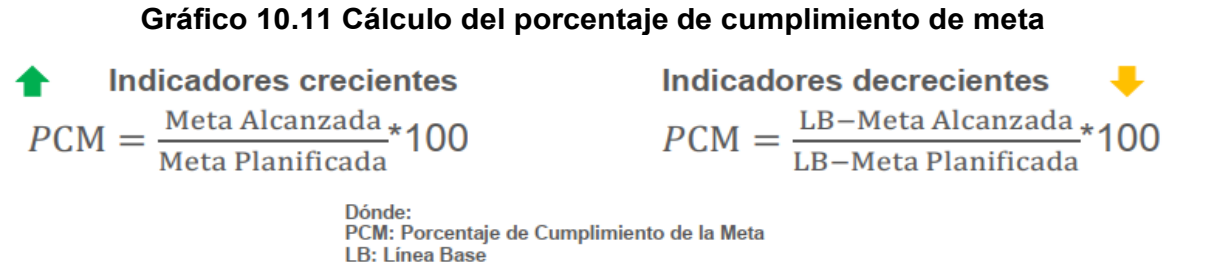 Gráfico 10.11 Cálculo del porcentaje de cumplimiento de meta
Indicadores crecientes
PCM = Meta Alcanzada / Meta Planificada *100
Indicadores decrecientes
PCM = LB−Meta Alcanzada / LB−Meta Planificada *100
Dónde:
PCM: Porcentaje de Cumplimiento de la Meta
LB: Línea Base